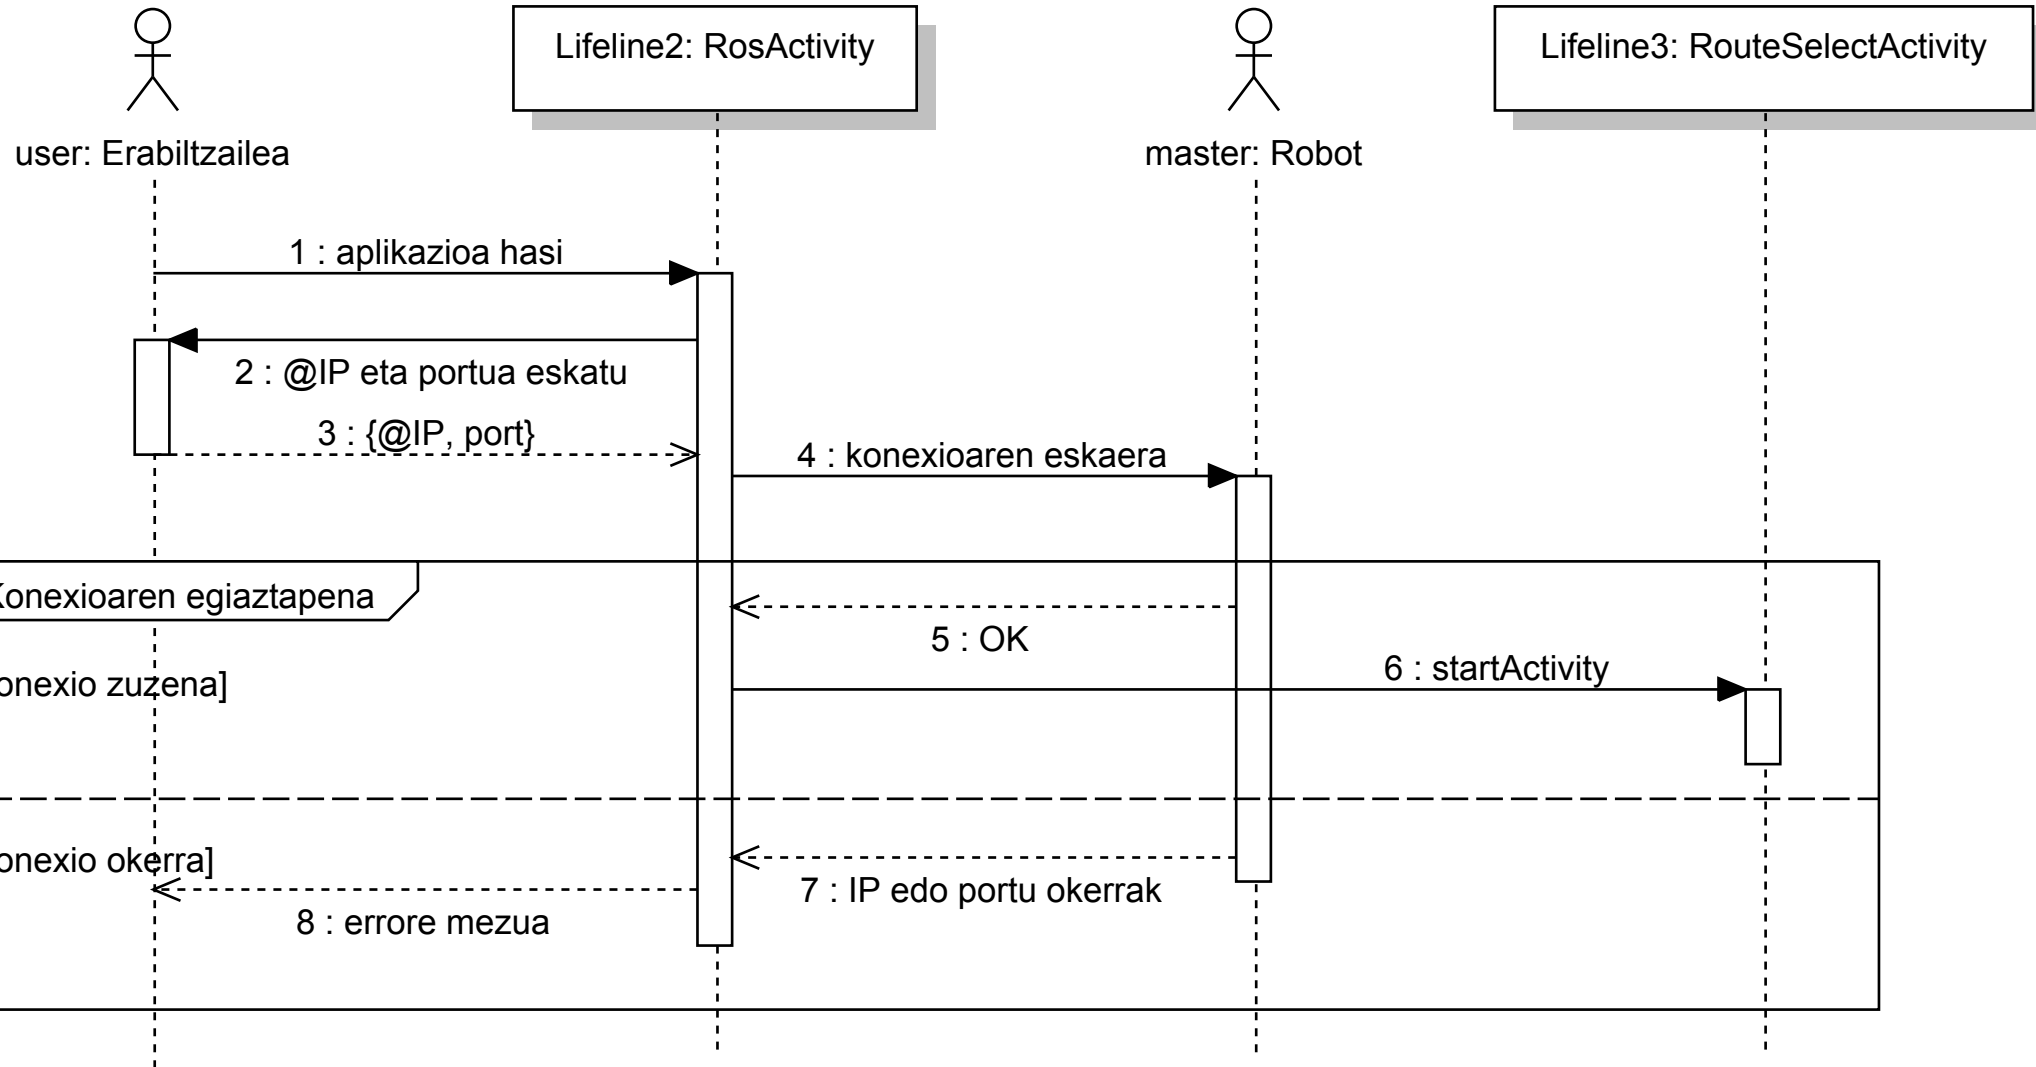 Lifeline2: RosActivity
Lifeline3: RouteSelectActivity
user: Erabiltzailea
master: Robot
1 : aplikazioa hasi
2 : @IP eta portua eskatu
3 : {@IP, port}
4 : konexioaren eskaera
Konexioaren egiaztapena
5 : OK
6 : startActivity
onexio zuzena]
onexio okerra]
7 : IP edo portu okerrak
8 : errore mezua